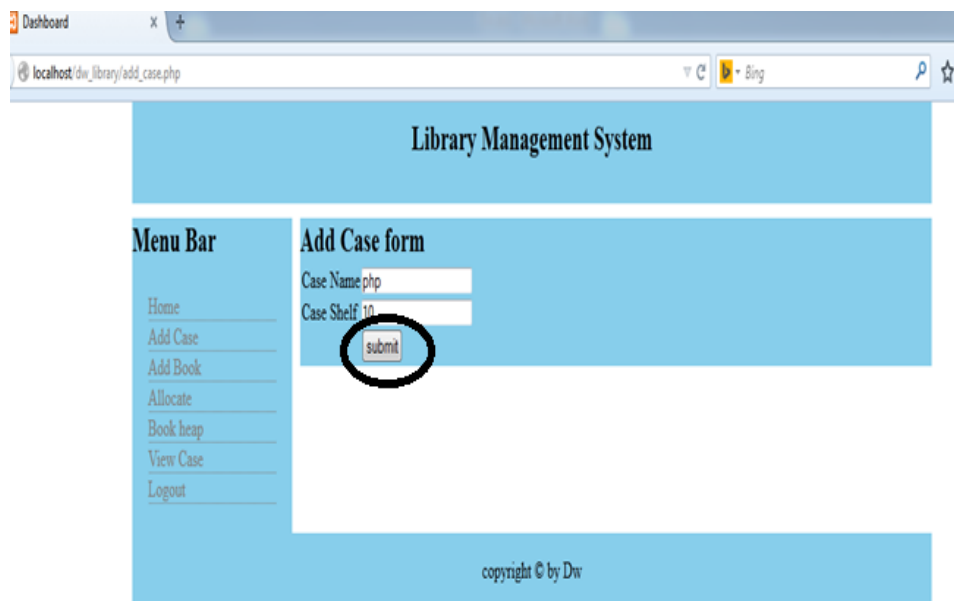 Dashboard
localhost/dw_library/add_case.php
Bing
Library Management System
Menu Bar
Home
Add Case
Add Book
Allocate
Book heap
View Case
Logout
Add Case form
Case Name php
Case Shelf 10
submit
copyright © by Dw